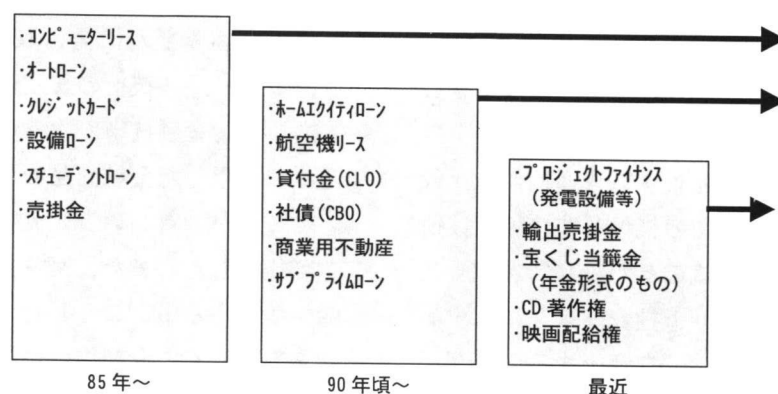 ･ｺﾝﾋﾟｭｰﾀｰﾘｰｽ
･ｵｰﾄﾛｰﾝ
･ｸﾚｼﾞｯﾄｶｰﾄﾞ
･設備ﾛｰﾝ
･ｽﾁｭｰﾃﾞﾝﾄﾛｰﾝ
･売掛金
85 年～
･ﾎｰﾑｴｸｲﾃｨﾛｰﾝ
･航空機ﾘｰｽ
･貸付金(CLO)
･社債(CBO)
･商業用不動産
･ｻﾌﾞﾌﾟﾗｲﾑﾛｰﾝ
90 年頃～
･ﾌﾟﾛｼﾞｪｸﾄﾌｧｲﾅﾝｽ
(発電設備等)
･輸出売掛金
･宝くじ当籤金
(年金形式のもの)
･CD 著作権
･映画配給権
最近